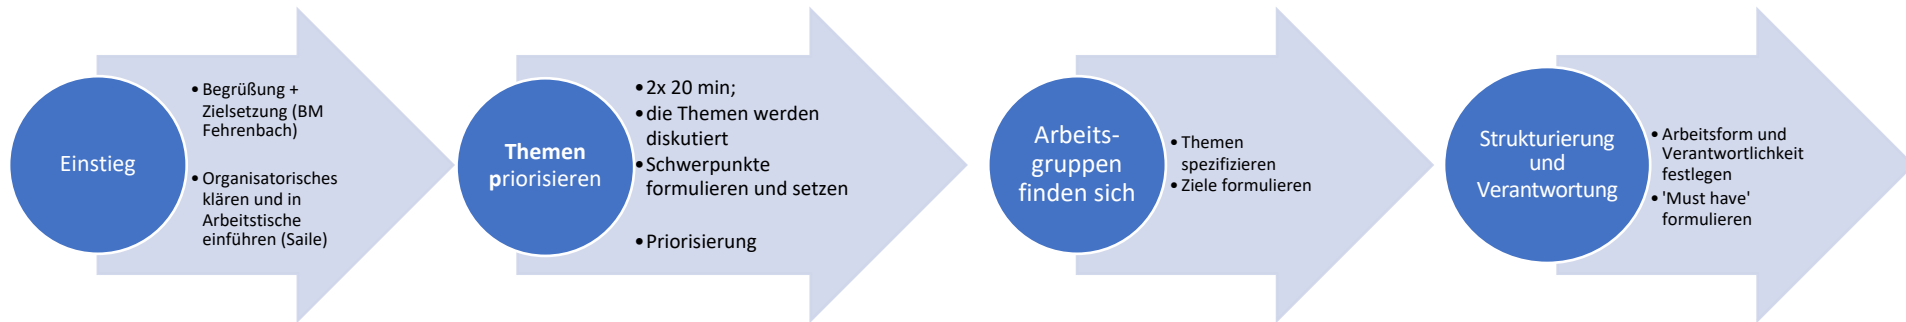 Einstieg
•Begrüßung +
Zielsetzung (BM
Fehrenbach)
•Organisatorisches
klären und in
Arbeitstische
einführen (Saile)
Themen
priorisieren
•2x 20 min;
•die Themen werden
diskutiert
•Schwerpunkte
formulieren und setzen
•Priorisierung
Arbeits-
gruppen
finden sich
•Themen
spezifizieren
•Ziele formulieren
Strukturierung
und
Verantwortung
•Arbeitsform und
Verantwortlichkeit
festlegen
•'Must have'
formulieren